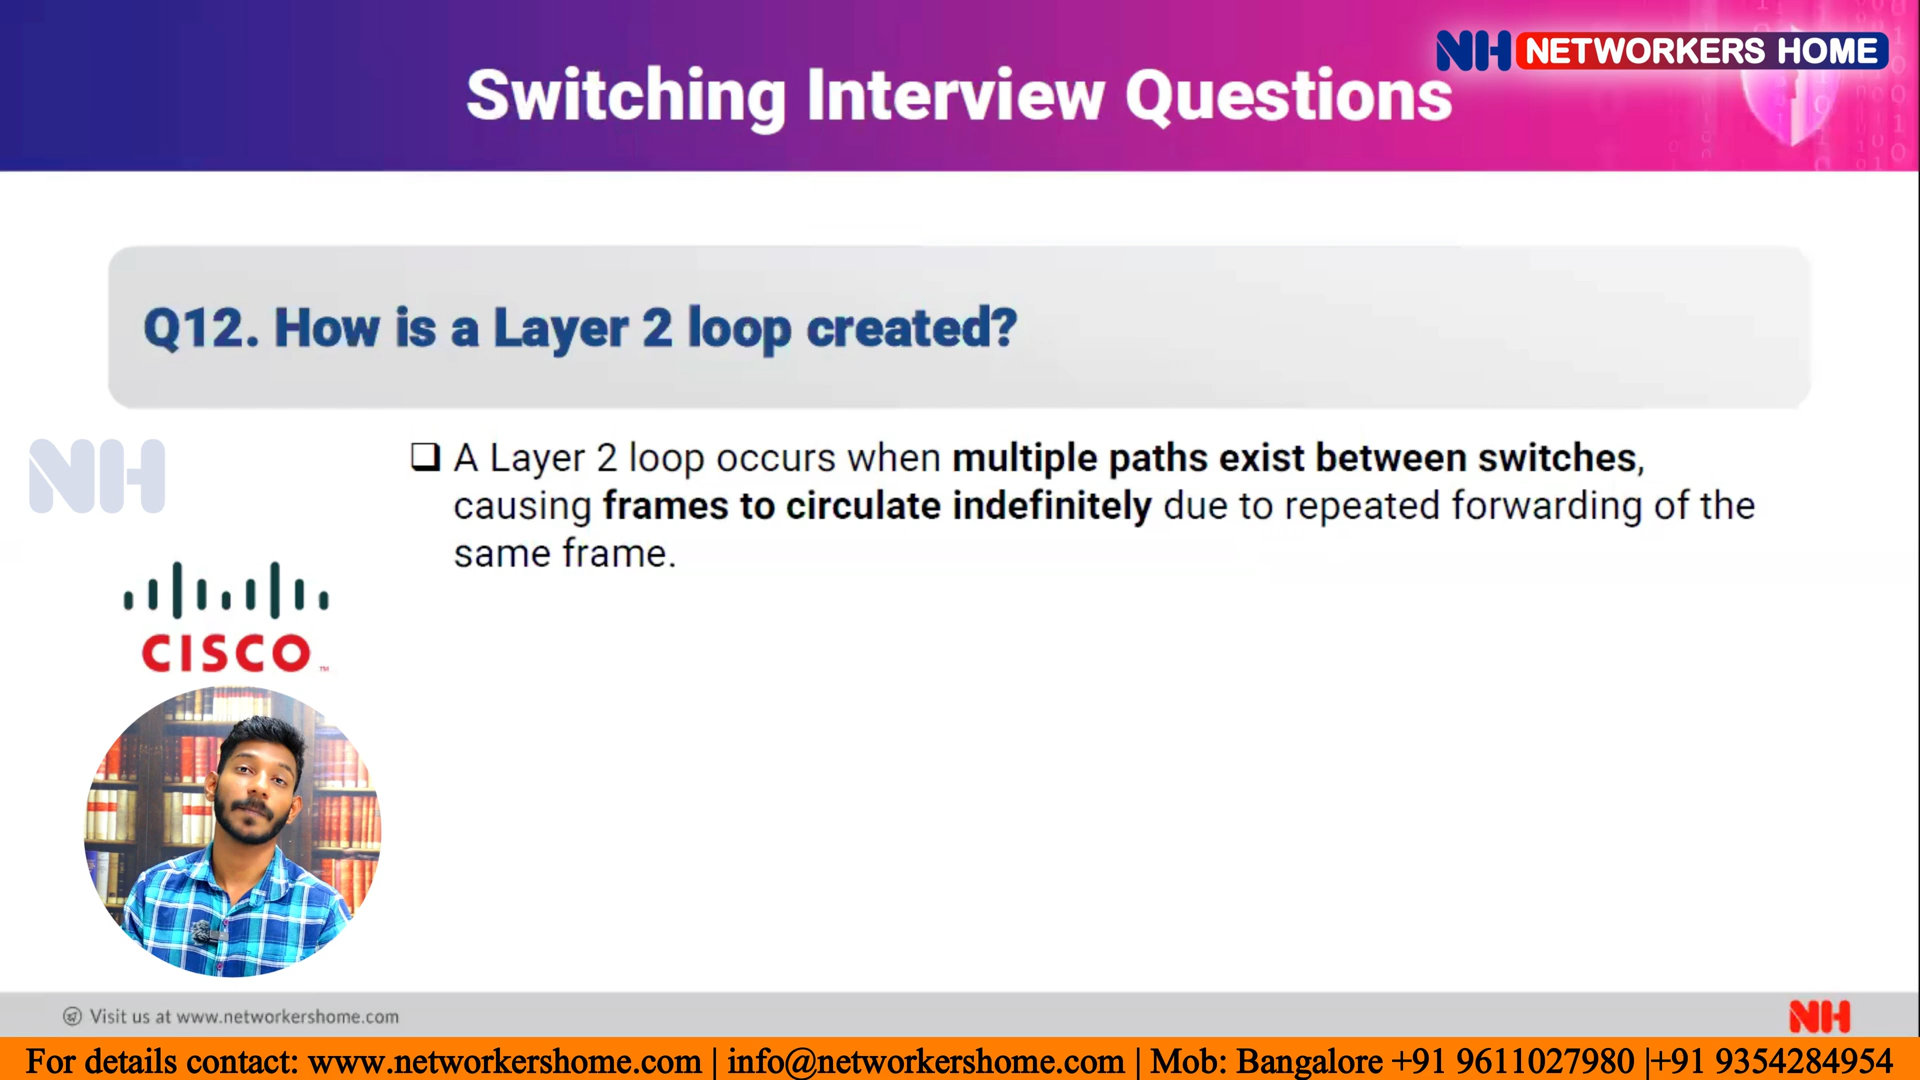 NH NETWORKERS HOME
Switching Interview Questions
Q12. How is a Layer 2 loop created?
❑ A Layer 2 loop occurs when multiple paths exist between switches,
causing frames to circulate indefinitely due to repeated forwarding of the
same frame.
NH
CISCO™
Visit us at www.networkershome.com
NH
For details contact: www.networkershome.com | info@networkershome.com | Mob: Bangalore +91 9611027980 |+91 9354284954